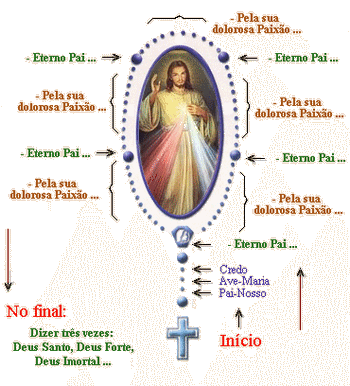 - Pela sua
dolorosa Paixão ...
- Eterno Pai ...
- Eterno Pai ...
- Pela sua
dolorosa Paixão ...
- Pela sua
dolorosa Paixão ...
- Eterno Pai ...
- Eterno Pai ...
- Pela sua
dolorosa Paixão ...
- Pela sua
dolorosa Paixão ...
- Eterno Pai ...
Credo
Ave-Maria
Pai-Nosso
No final:
Dizer três vezes:
Deus Santo, Deus Forte,
Deus Imortal ...
Início